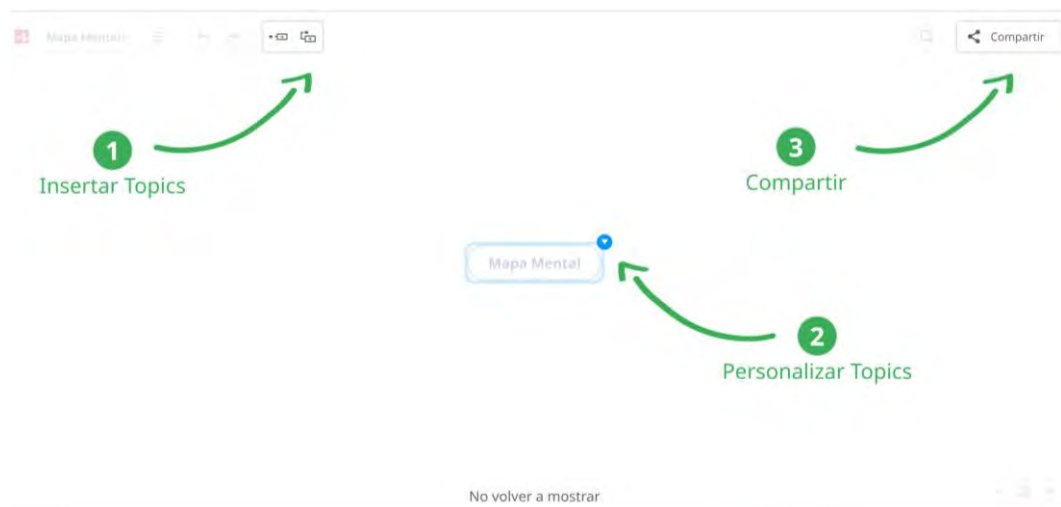 Mapa Mental
Compartir
1
Insertar Topics
3
Compartir
Mapa Mental
2
Personalizar Topics
No volver a mostrar